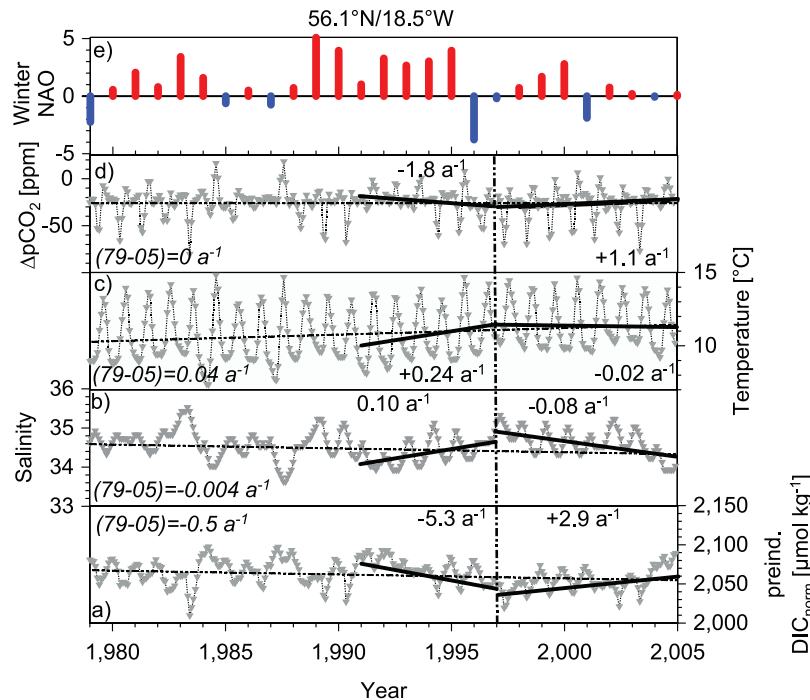 56.1°N/18.5°W
e)
5
0
-5
Winter
NAO
d)
0
-50
ΔpCO₂ [ppm]
-1.8 a⁻¹
(79-05)=0 a⁻¹
+1.1 a⁻¹
c)
15
10
Temperature [°C]
(79-05)=0.04 a⁻¹
+0.24 a⁻¹
-0.02 a⁻¹
b)
36
35
34
33
Salinity
0.10 a⁻¹
-0.08 a⁻¹
(79-05)=-0.004 a⁻¹
(79-05)=-0.5 a⁻¹
-5.3 a⁻¹
+2.9 a⁻¹
a)
2,150
2,100
2,050
2,000
preind.
DICnorm [μmol kg⁻¹]
1,980
1,985
1,990
1,995
2,000
2,005
Year